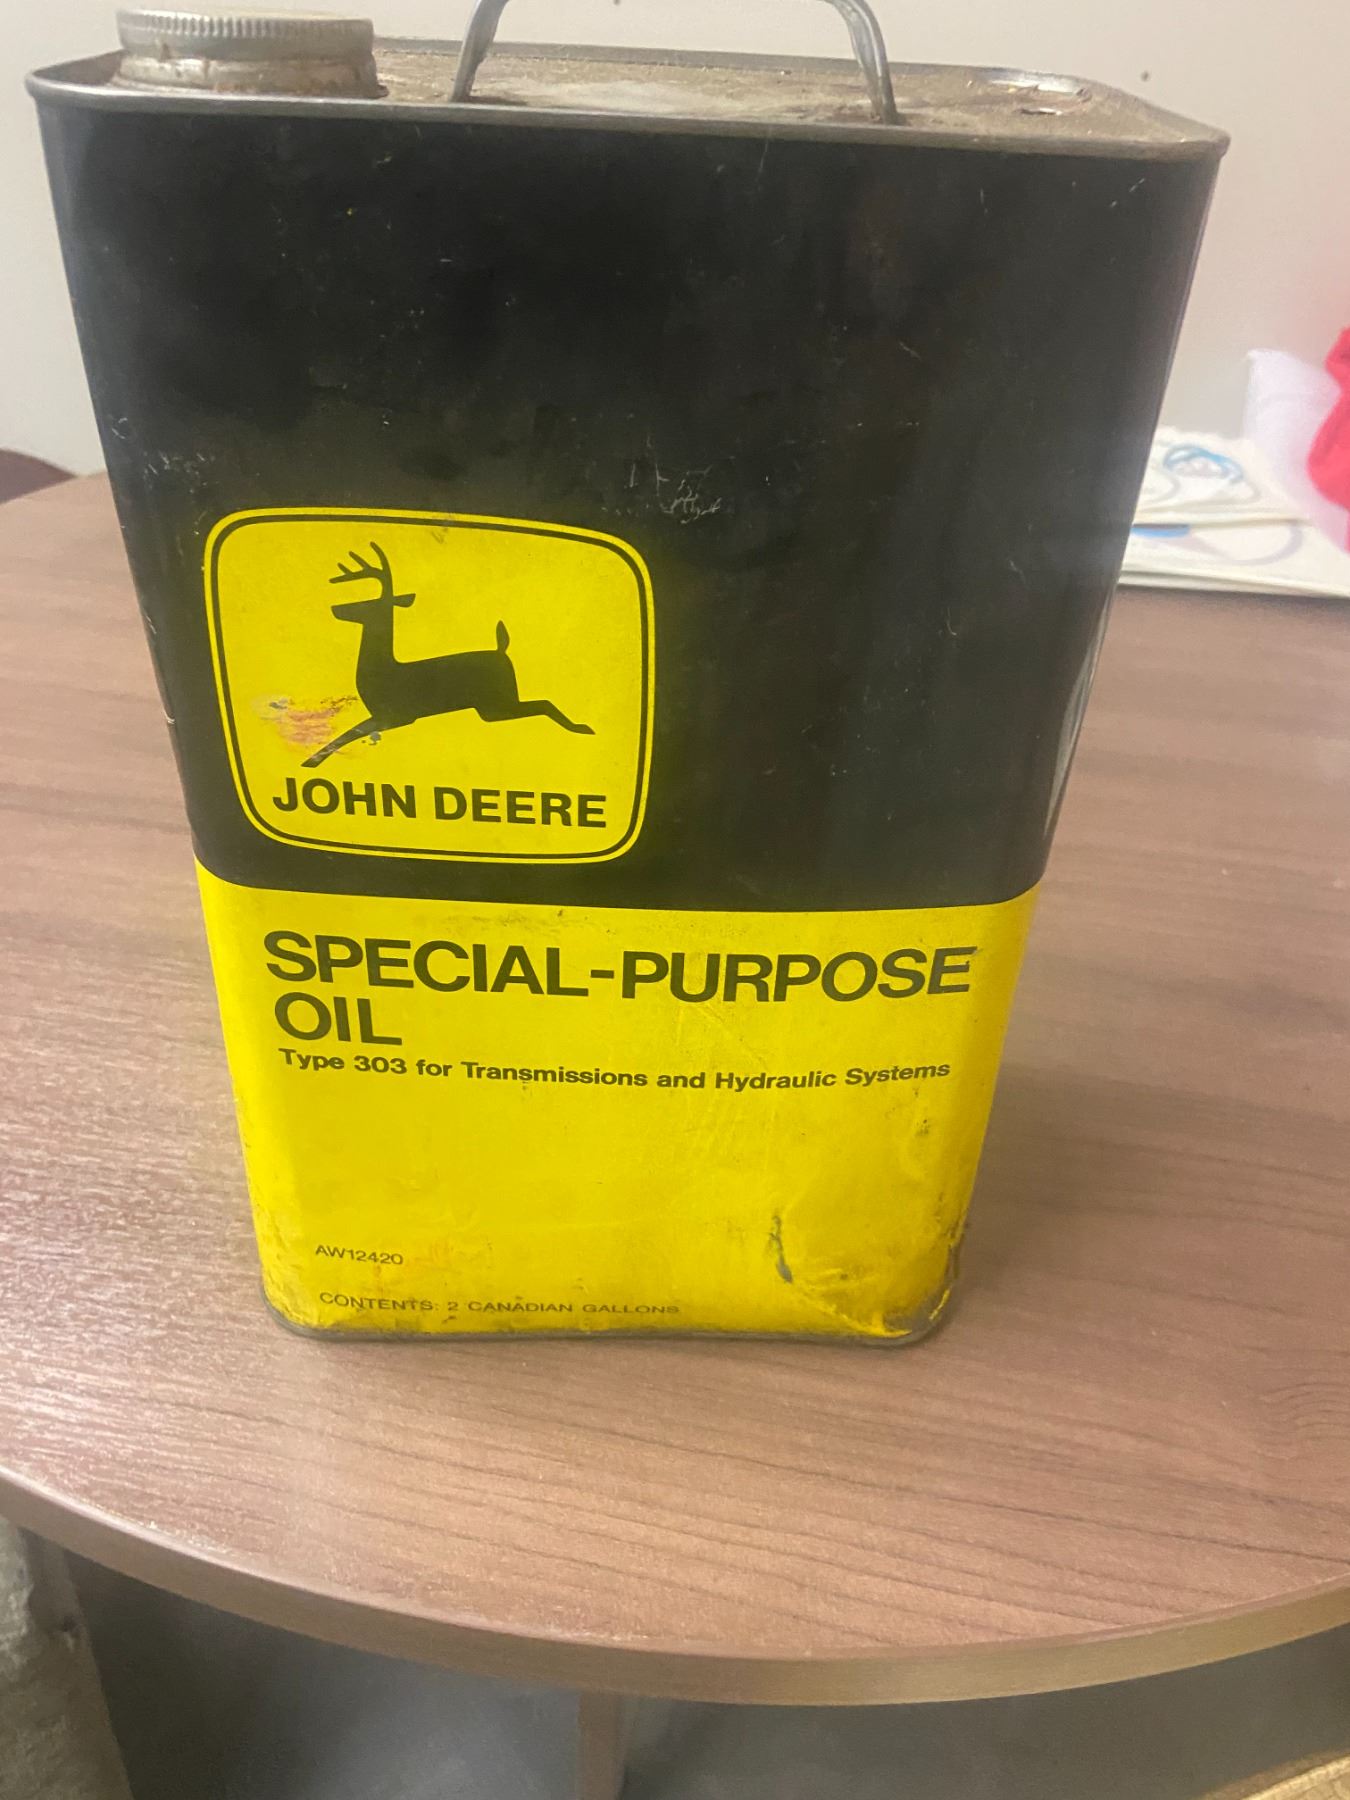 JOHN DEERE
SPECIAL-PURPOSE
OIL
Type 303 for Transmissions and Hydraulic Systems
AW12420
CONTENTS: 2 CANADIAN GALLONS